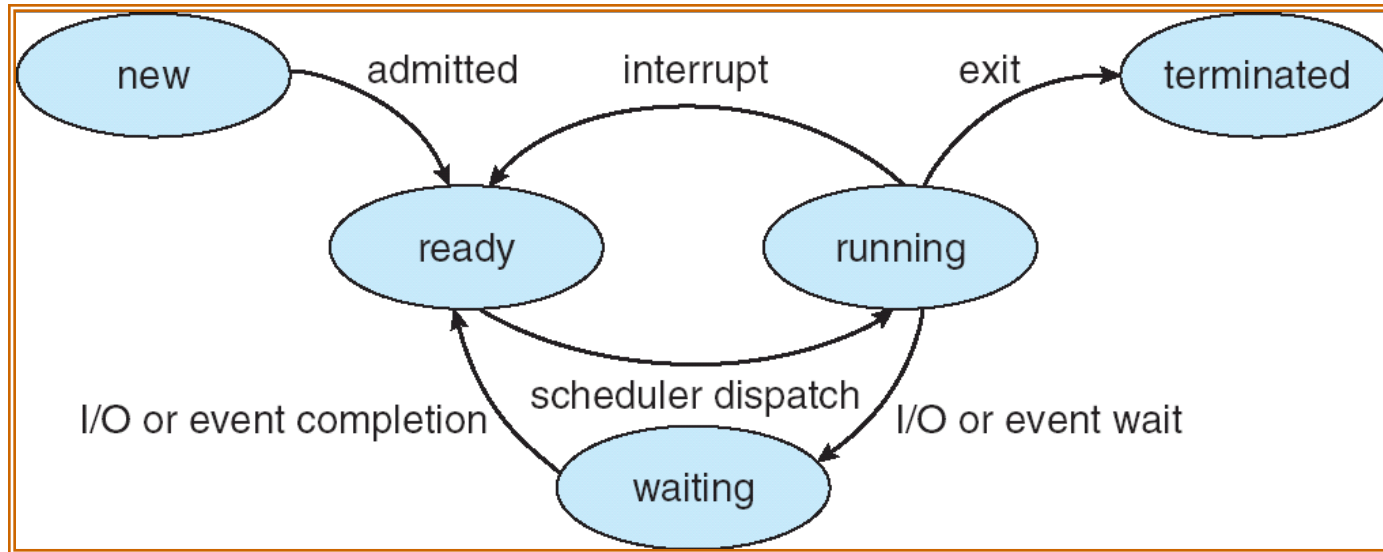 new
admitted
interrupt
exit
terminated
ready
running
scheduler dispatch
I/O or event completion
I/O or event wait
waiting